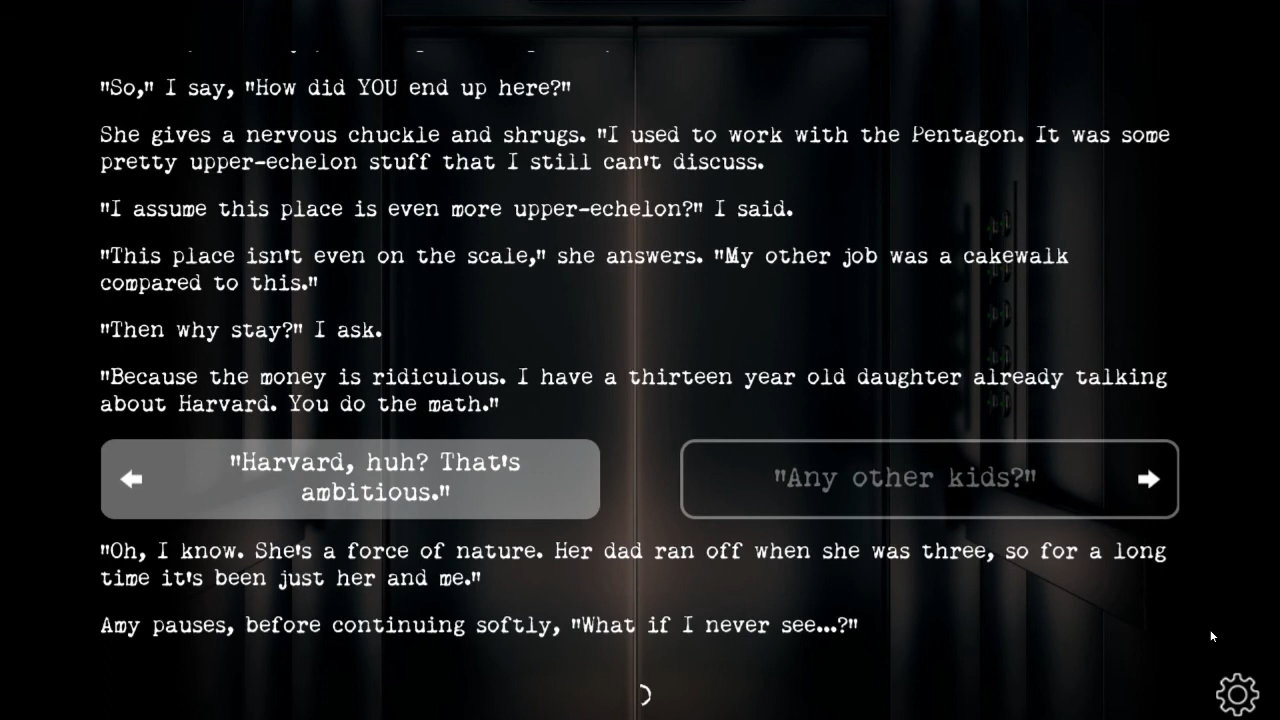 "So," I say, "How did YOU end up here?"
She gives a nervous chuckle and shrugs. "I used to work with the Pentagon. It was some
pretty upper-echelon stuff that I still can't discuss.
"I assume this place is even more upper-echelon?" I said.
"This place isn't even on the scale," she answers. "My other job was a cakewalk
compared to this."
"Then why stay?" I ask.
"Because the money is ridiculous. I have a thirteen year old daughter already talking
about Harvard. You do the math."
"Harvard, huh? That's
ambitious."
"Any other kids?"
"Oh, I know. She's a force of nature. Her dad ran off when she was three, so for a long
time it's been just her and me."
Amy pauses, before continuing softly, "What if I never see...?"